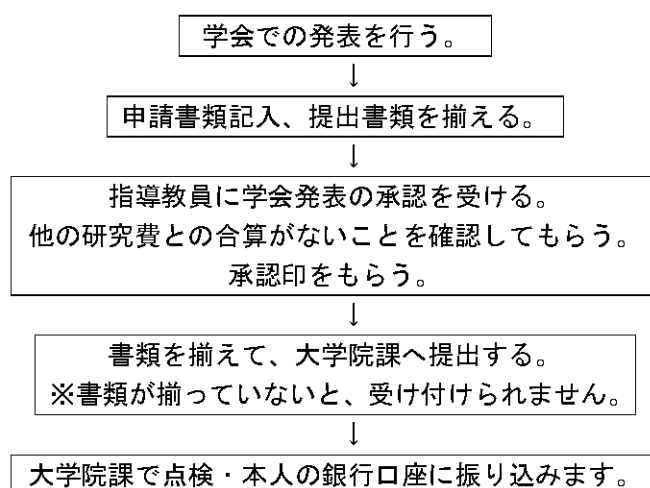 学会での発表を行う。
↓
申請書類記入、提出書類を揃える。
↓
指導教員に学会発表の承認を受ける。
他の研究費との合算がないことを確認してもらう。
承認印をもらう。
↓
書類を揃えて、大学院課へ提出する。
※書類が揃っていないと、受け付けられません。
↓
大学院課で点検・本人の銀行口座に振り込みます。